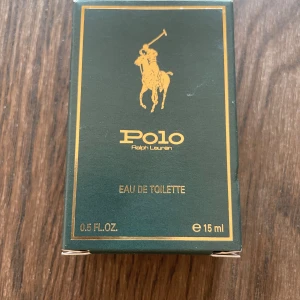 Polo
Ralph Lauren
EAU DE TOILETTE
0.5 FL.OZ. ℮ 15 ml